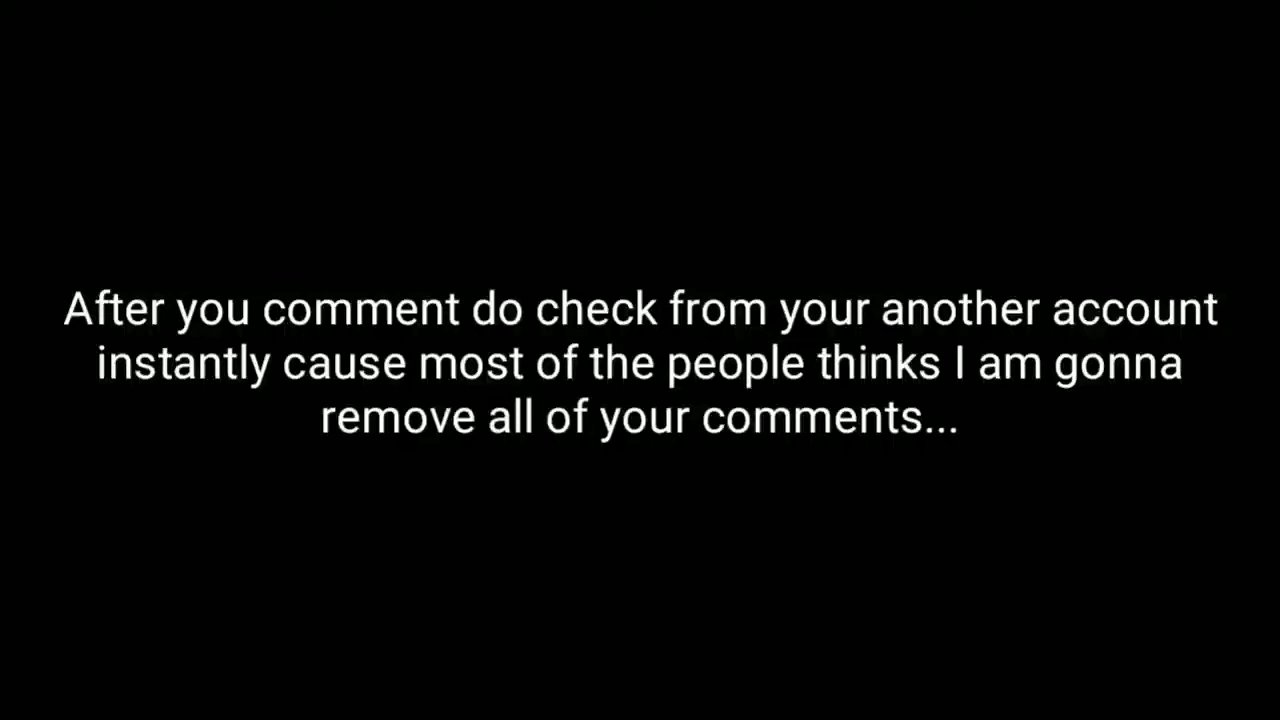 After you comment do check from your another account
instantly cause most of the people thinks I am gonna
remove all of your comments...